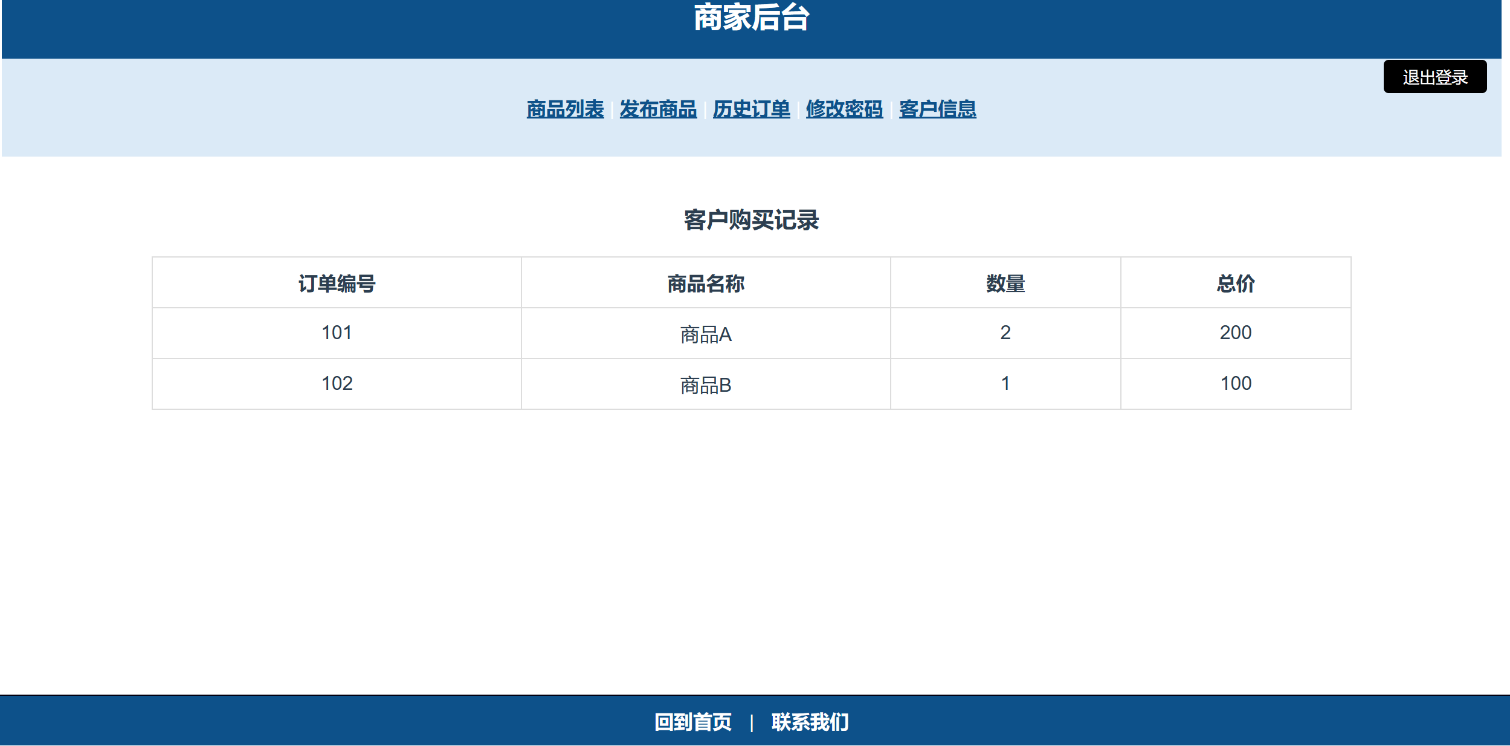 商家后台
退出登录
商品列表 | 发布商品 | 历史订单 | 修改密码 | 客户信息
客户购买记录
订单编号 商品名称 数量 总价
101 商品A 2 200
102 商品B 1 100
回到首页 | 联系我们